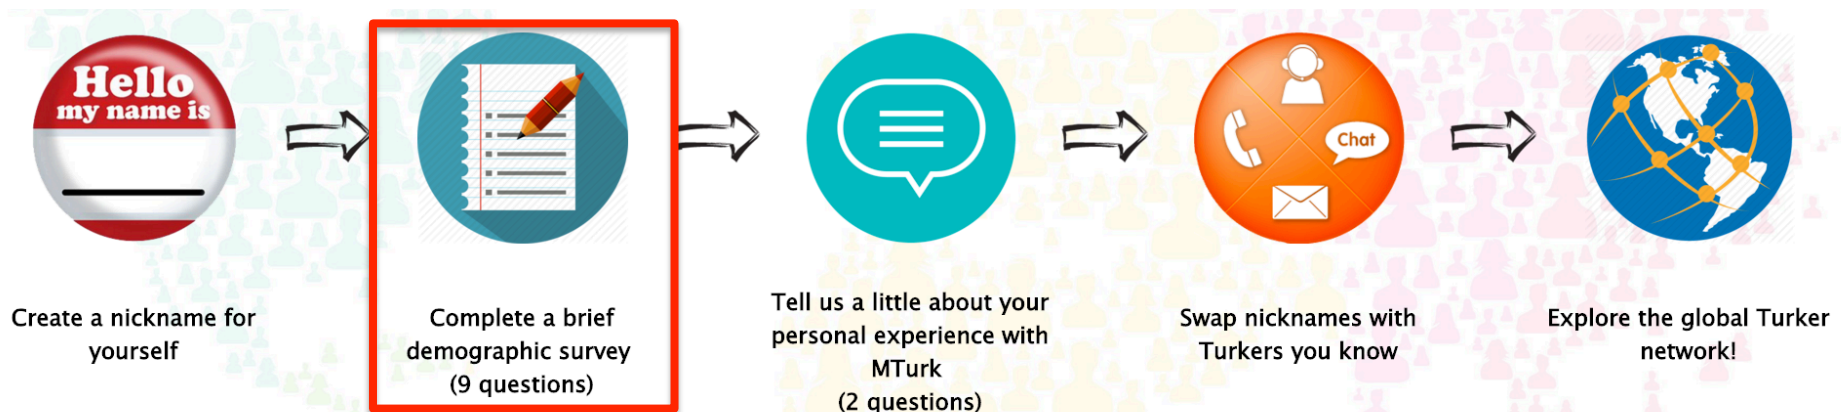 Hello
my name is
Chat
Create a nickname for
yourself
Complete a brief
demographic survey
(9 questions)
Tell us a little about your
personal experience with
MTurk
(2 questions)
Swap nicknames with
Turkers you know
Explore the global Turker
network!